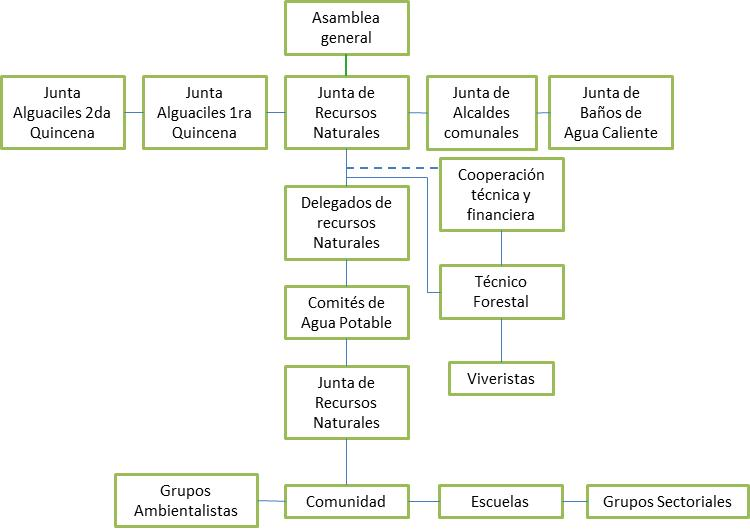 Asamblea
general
Junta
Alguaciles 2da
Quincena
Junta
Alguaciles 1ra
Quincena
Junta de
Recursos
Naturales
Junta de
Alcaldes
comunales
Junta de
Baños de
Agua Caliente
Cooperación
técnica y
financiera
Delegados de
recursos
Naturales
Técnico
Forestal
Comités de
Agua Potable
Viveristas
Junta de
Recursos
Naturales
Grupos
Ambientalistas
Comunidad
Escuelas
Grupos Sectoriales